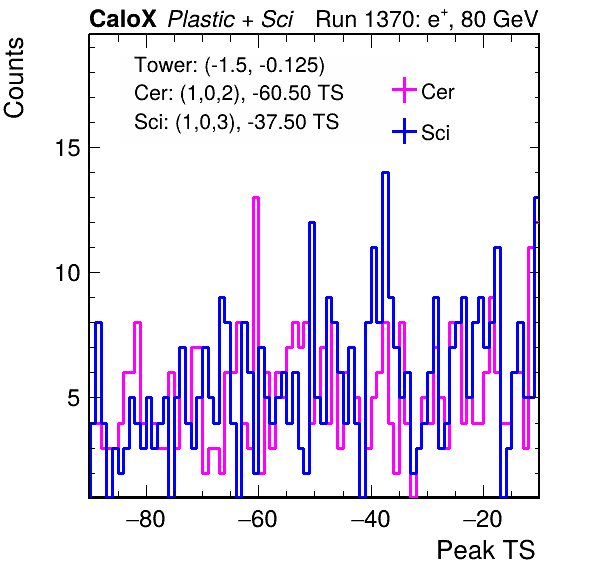 CaloX Plastic + Sci Run 1370: e+, 80 GeV
Tower: (-1.5, -0.125)
Cer: (1,0,2), -60.50 TS
Sci: (1,0,3), -37.50 TS
Cer
Sci
Counts
15
10
5
−80 −60 −40 −20
Peak TS